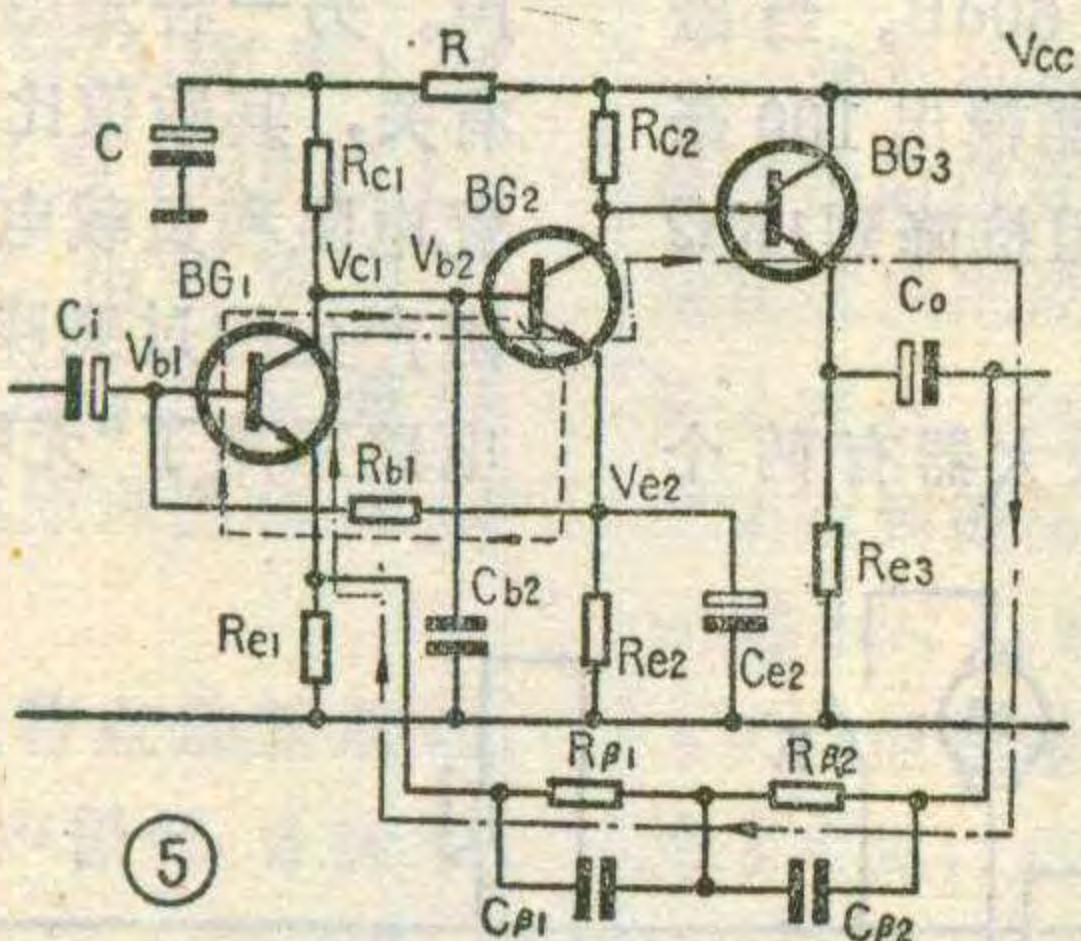 R
Vcc
C
Rc1
Rc2
BG3
BG2
BG1
Vc1
Vb2
Ci
Vb1
Co
Rb1
Ve2
Re1
Cb2
Re2
Ce2
Re3
Rβ1
Rβ2
⑤
Cβ1
Cβ2